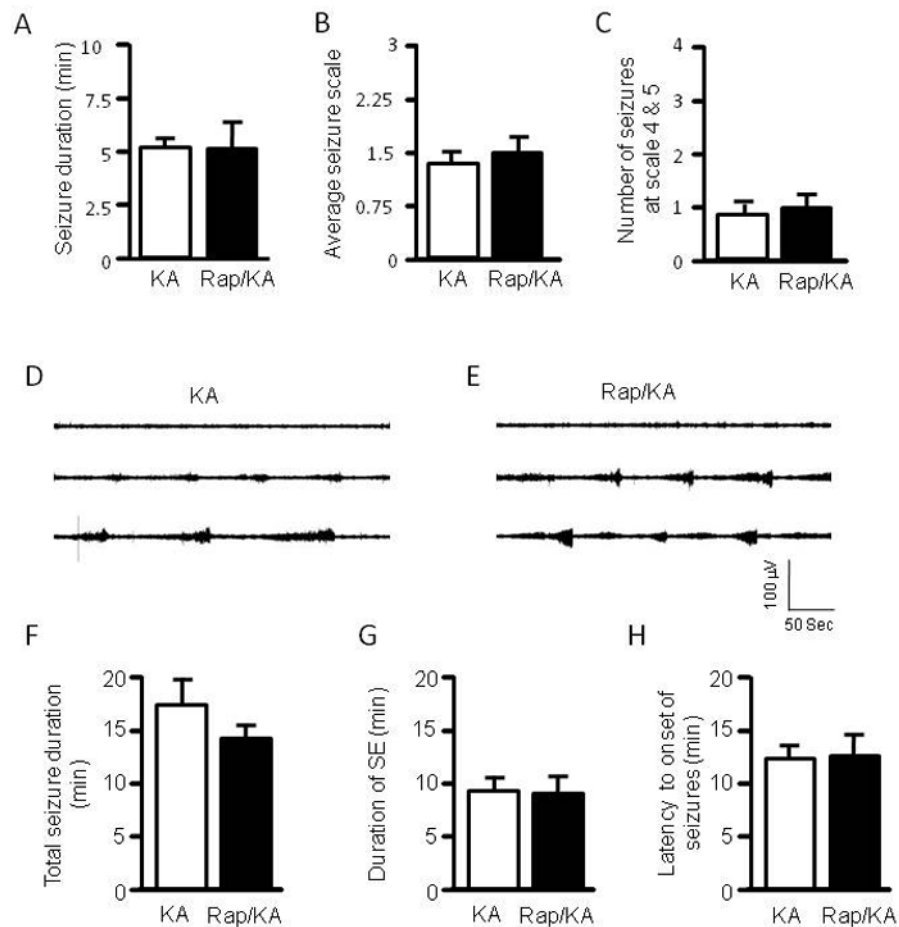 A
Seizure duration (min)
10
7.5
5
2.5
0
KA Rap/KA
B
Average seizure scale
3
2.25
1.5
0.75
0
KA Rap/KA
C
Number of seizures
at scale 4 & 5
4
3
2
1
0
KA Rap/KA
D
KA
E
Rap/KA
100 µV
50 Sec
F
Total seizure duration
(min)
20
15
10
5
0
KA Rap/KA
G
Duration of SE (min)
20
15
10
5
0
KA Rap/KA
H
Latency to onset of
seizures (min)
20
15
10
5
0
KA Rap/KA